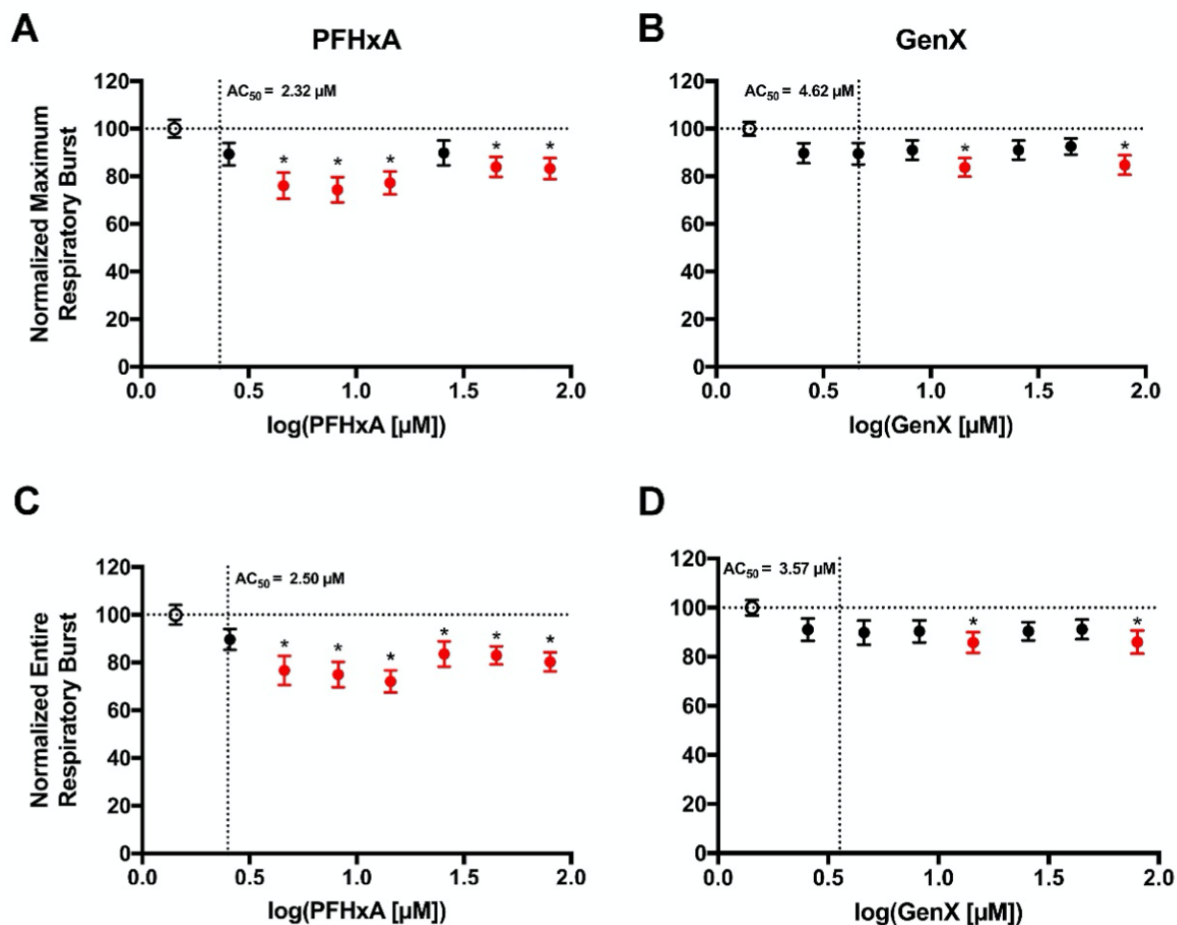 A
PFHxA
Normalized Maximum
Respiratory Burst
120
100
80
60
40
20
0
AC50 = 2.32 µM
* * * * *
0.0 0.5 1.0 1.5 2.0
log(PFHxA [µM])
B
GenX
120
100
80
60
40
20
0
AC50 = 4.62 µM
* *
0.0 0.5 1.0 1.5 2.0
log(GenX [µM])
C
Normalized Entire
Respiratory Burst
120
100
80
60
40
20
0
AC50 = 2.50 µM
* * * * * *
0.0 0.5 1.0 1.5 2.0
log(PFHxA [µM])
D
120
100
80
60
40
20
0
AC50 = 3.57 µM
* *
0.0 0.5 1.0 1.5 2.0
log(GenX [µM])